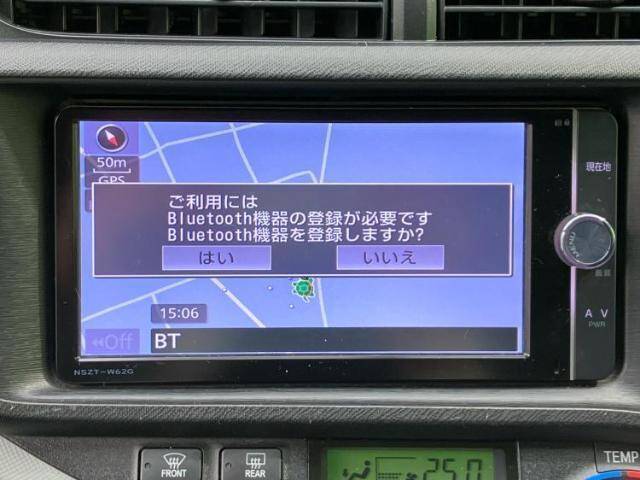 現在地
50m
GPS
ご利用には
Bluetooth機器の登録が必要です
Bluetooth機器を登録しますか?
はい
いいえ
MENU
画質
15:06
Off
BT
A V
PWR
NSZT-W62G
FRONT
REAR
25.0
TEMP